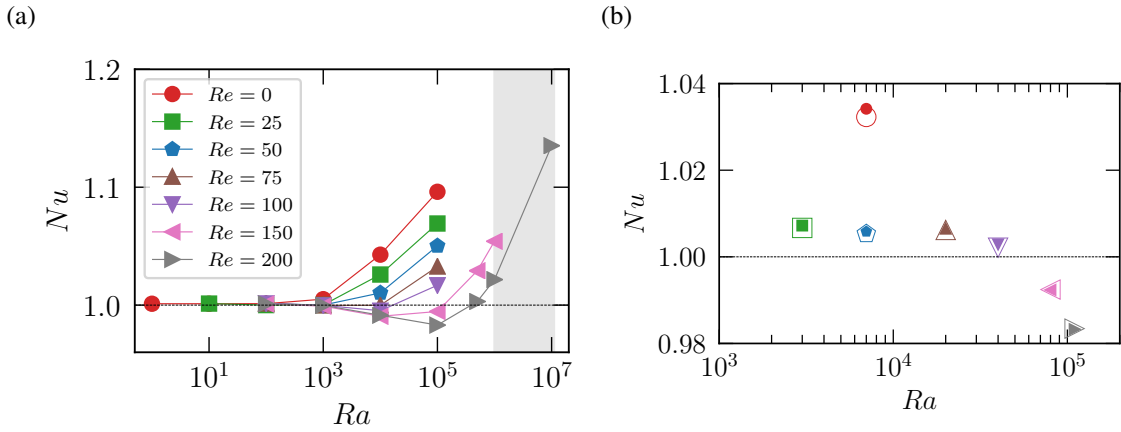 (a)
1.2
1.1
1.0
Nu
Re = 0
Re = 25
Re = 50
Re = 75
Re = 100
Re = 150
Re = 200
10^1 10^3 10^5 10^7
Ra
(b)
1.04
1.02
1.00
0.98
Nu
10^3 10^4 10^5
Ra